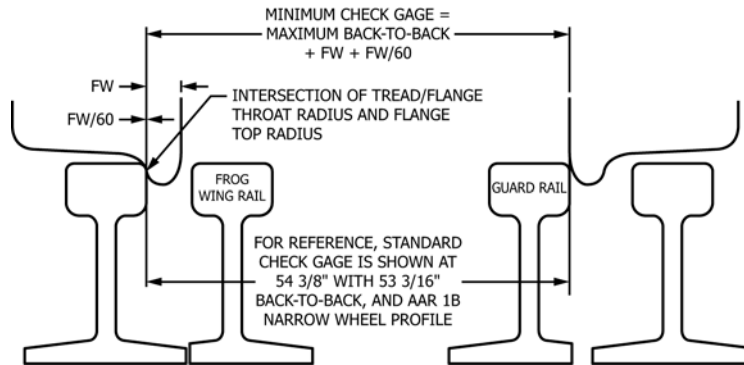 MINIMUM CHECK GAGE =
MAXIMUM BACK-TO-BACK
+ FW + FW/60
FW
FW/60
INTERSECTION OF TREAD/FLANGE
THROAT RADIUS AND FLANGE
TOP RADIUS
FROG
WING RAIL
GUARD RAIL
FOR REFERENCE, STANDARD
CHECK GAGE IS SHOWN AT
54 3/8" WITH 53 3/16"
BACK-TO-BACK, AND AAR 1B
NARROW WHEEL PROFILE